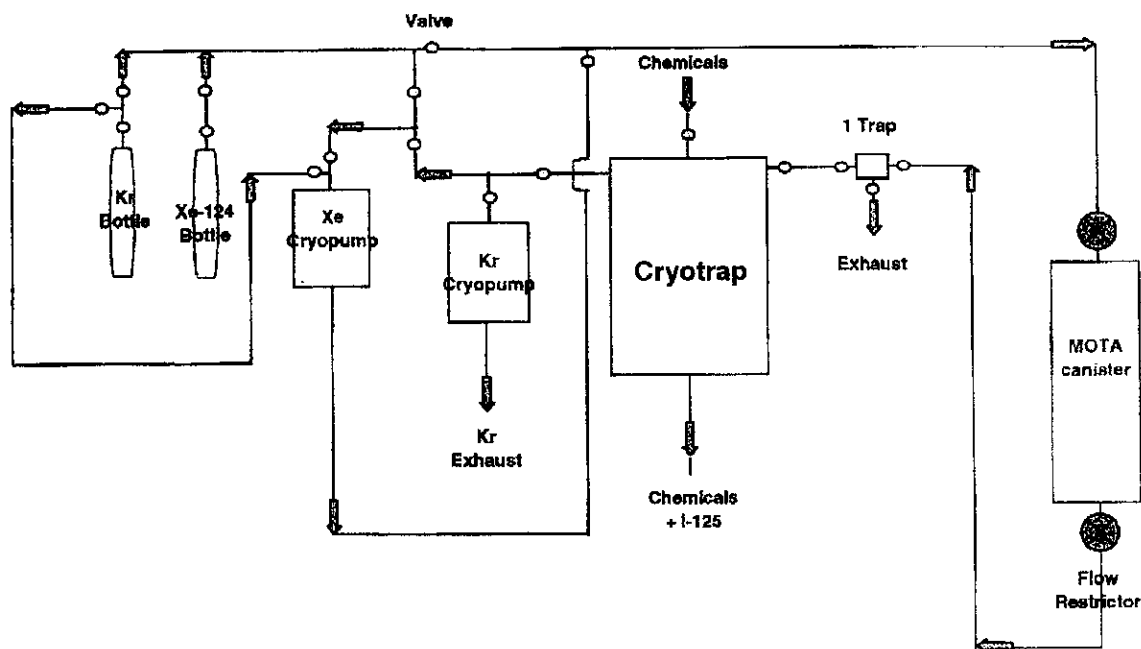 Valve
Chemicals
1 Trap
Kr
Bottle
Xe-124
Bottle
Xe
Cryopump
Kr
Cryopump
Cryotrap
Exhaust
MOTA
canister
Kr
Exhaust
Chemicals
+ I-125
Flow
Restrictor